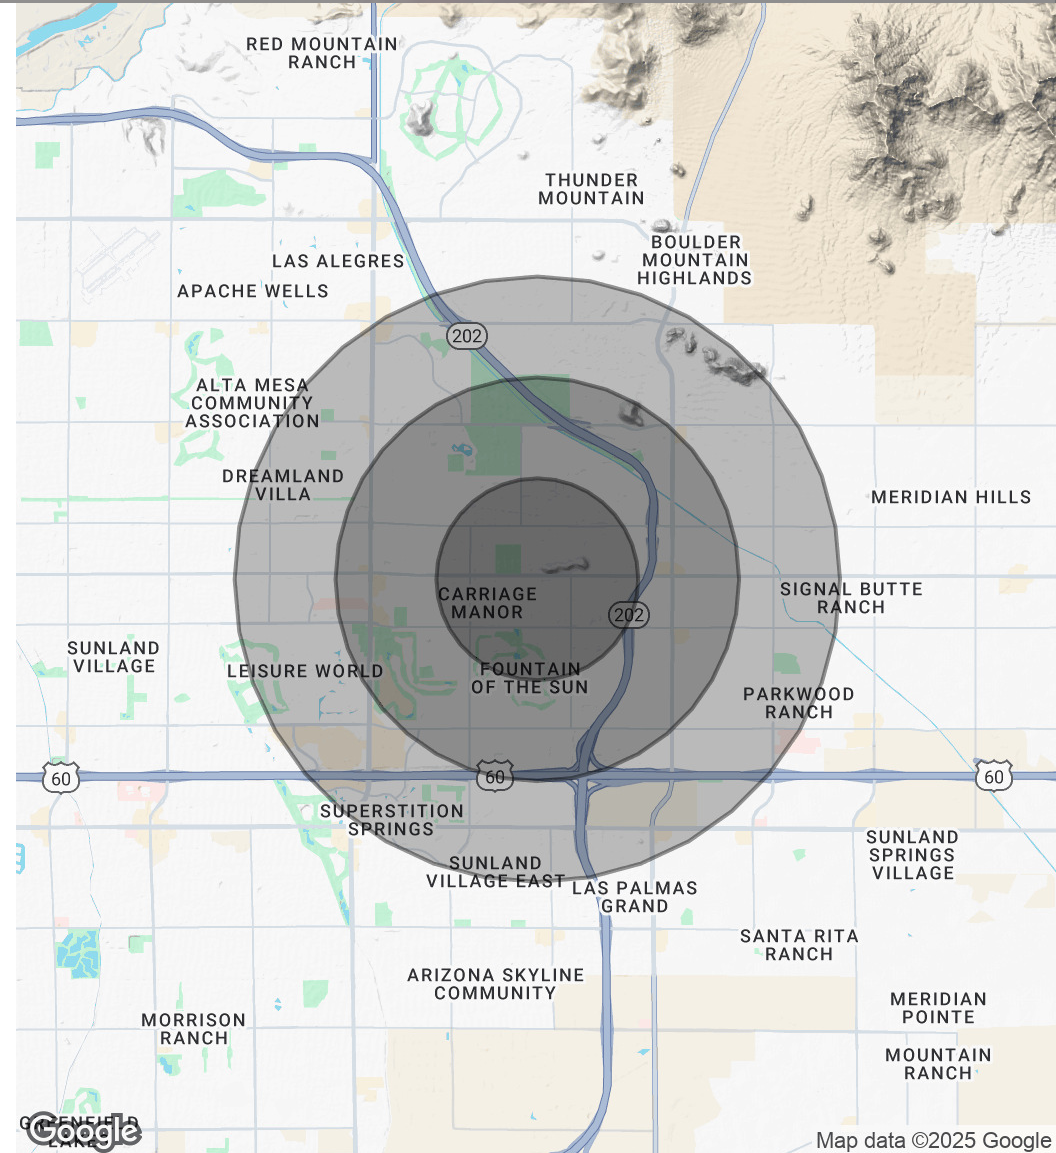 RED MOUNTAIN
RANCH
THUNDER
MOUNTAIN
BOULDER
MOUNTAIN
HIGHLANDS
LAS ALEGRES
APACHE WELLS
202
ALTA MESA
COMMUNITY
ASSOCIATION
DREAMLAND
VILLA
MERIDIAN HILLS
CARRIAGE
MANOR
SIGNAL BUTTE
RANCH
202
SUNLAND
VILLAGE
LEISURE WORLD
FOUNTAIN
OF THE SUN
PARKWOOD
RANCH
60
60
60
SUPERSTITION
SPRINGS
SUNLAND
SPRINGS
VILLAGE
SUNLAND
VILLAGE EAST
LAS PALMAS
GRAND
SANTA RITA
RANCH
ARIZONA SKYLINE
COMMUNITY
MERIDIAN
POINTE
MORRISON
RANCH
MOUNTAIN
RANCH
GREENFIELD
LAKES
Google
Map data ©2025 Google